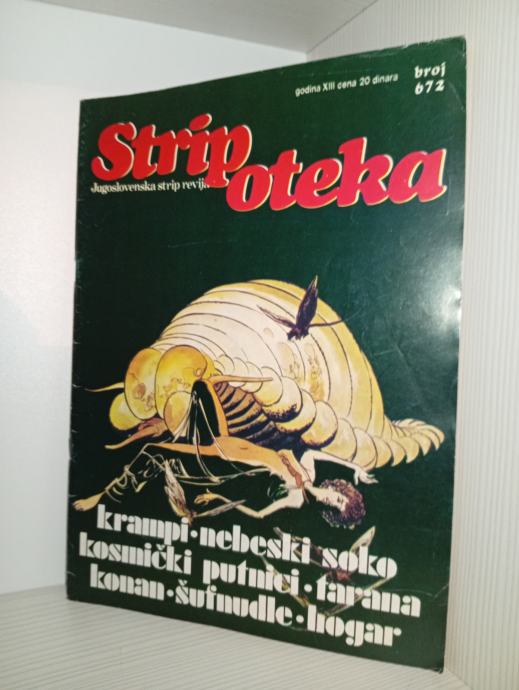 godina XIII cena 20 dinara
broj
672
Strip
oteka
Jugoslovenska strip revija
krampi·nebeski soko
kosmički putnici·tarana
konan·šufnudle·hogar